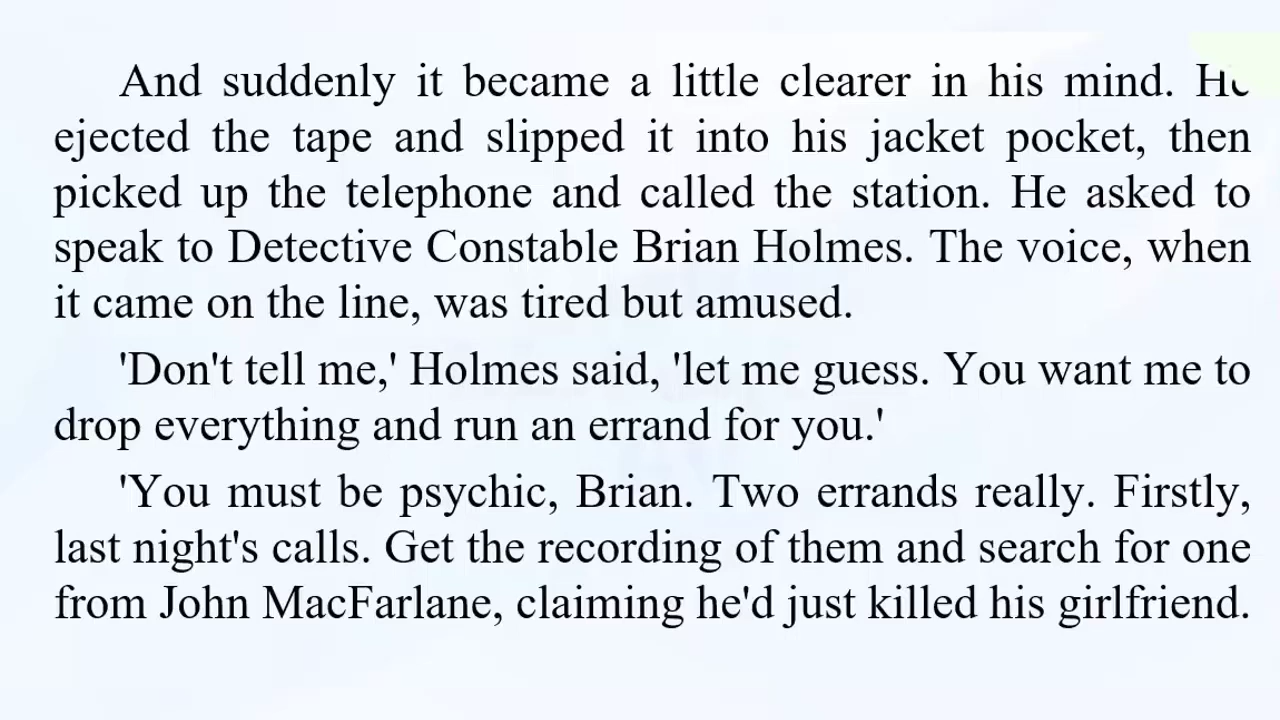 And suddenly it became a little clearer in his mind. He
ejected the tape and slipped it into his jacket pocket, then
picked up the telephone and called the station. He asked to
speak to Detective Constable Brian Holmes. The voice, when
it came on the line, was tired but amused.
'Don't tell me,' Holmes said, 'let me guess. You want me to
drop everything and run an errand for you.'
'You must be psychic, Brian. Two errands really. Firstly,
last night's calls. Get the recording of them and search for one
from John MacFarlane, claiming he'd just killed his girlfriend.